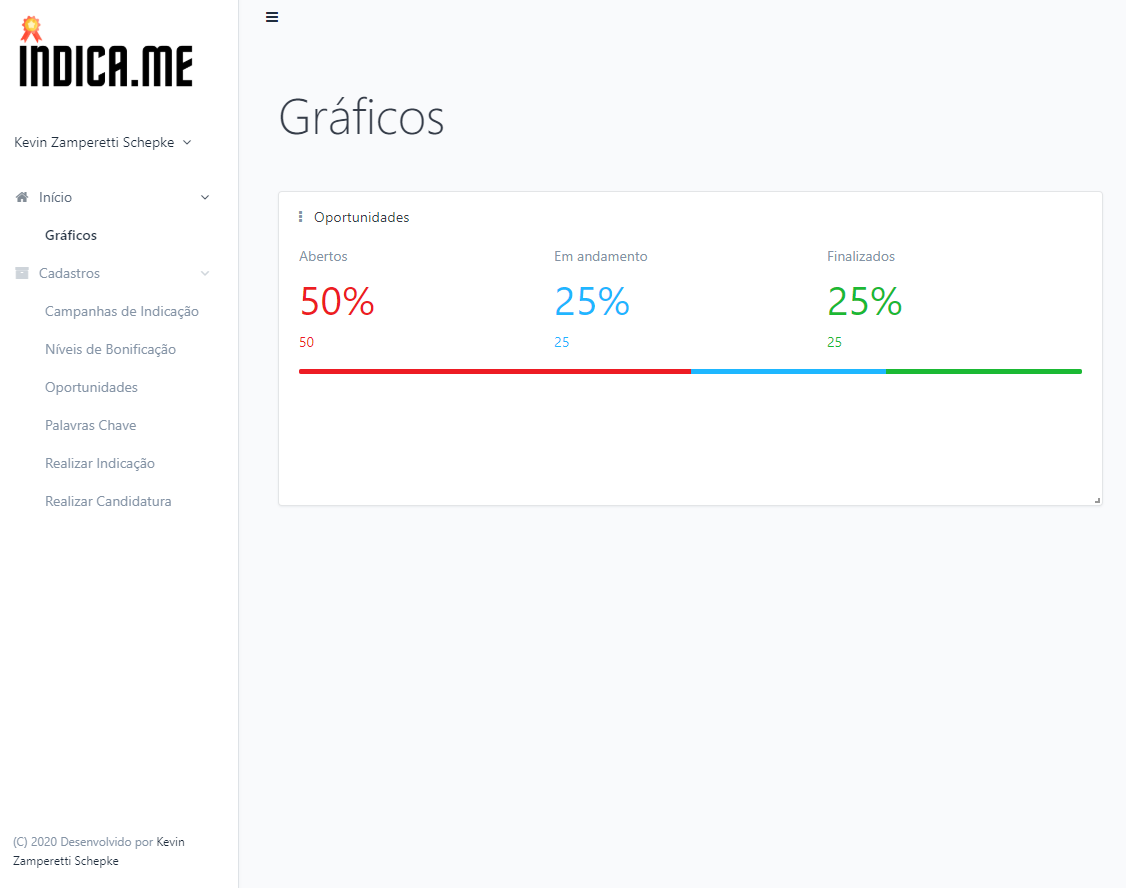 INDICA.ME
Kevin Zamperetti Schepke
Início
Gráficos
Cadastros
Campanhas de Indicação
Níveis de Bonificação
Oportunidades
Palavras Chave
Realizar Indicação
Realizar Candidatura
(C) 2020 Desenvolvido por Kevin
Zamperetti Schepke
Gráficos
Oportunidades
Abertos Em andamento Finalizados
50% 25% 25%
50 25 25